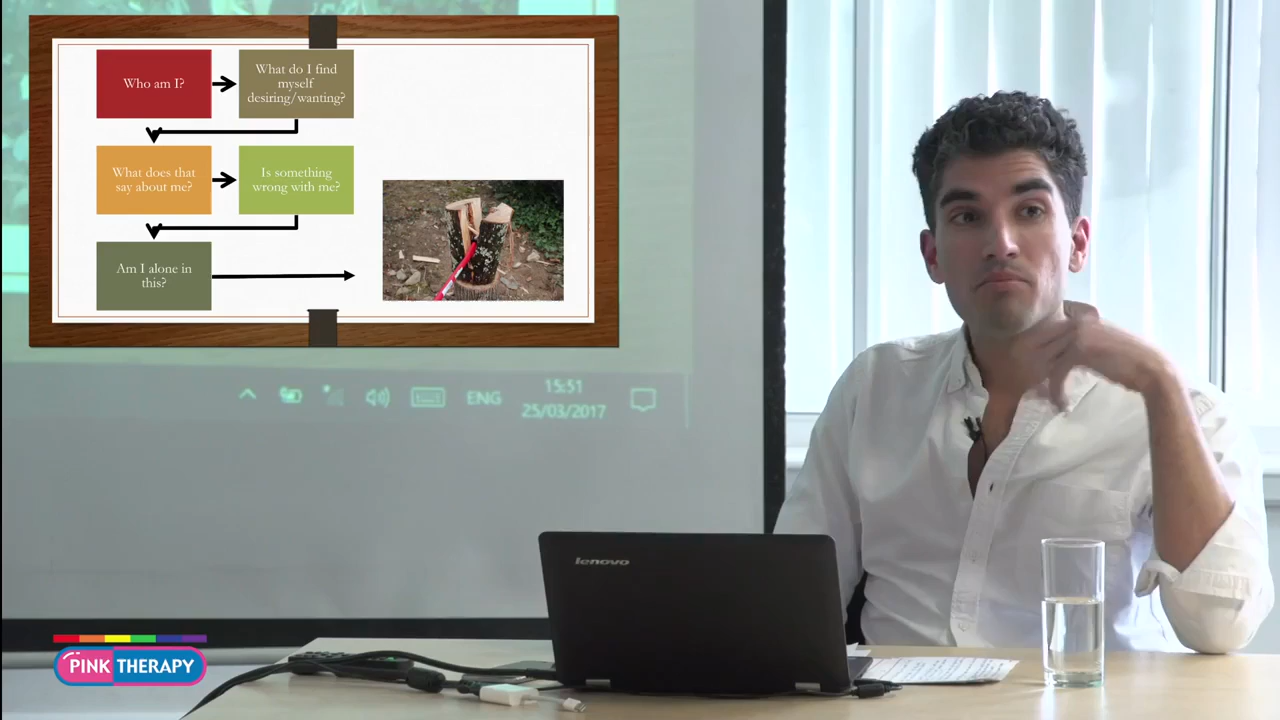 Who am I?
What do I find
myself
desiring/wanting?
What does that
say about me?
Is something
wrong with me?
Am I alone in
this?
ENG
15:51
25/03/2017
lenovo
PINK THERAPY